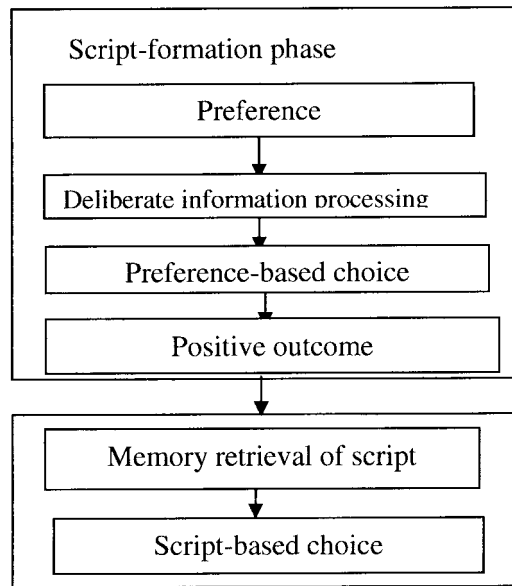 Script-formation phase
Preference
Deliberate information processing
Preference-based choice
Positive outcome
Memory retrieval of script
Script-based choice